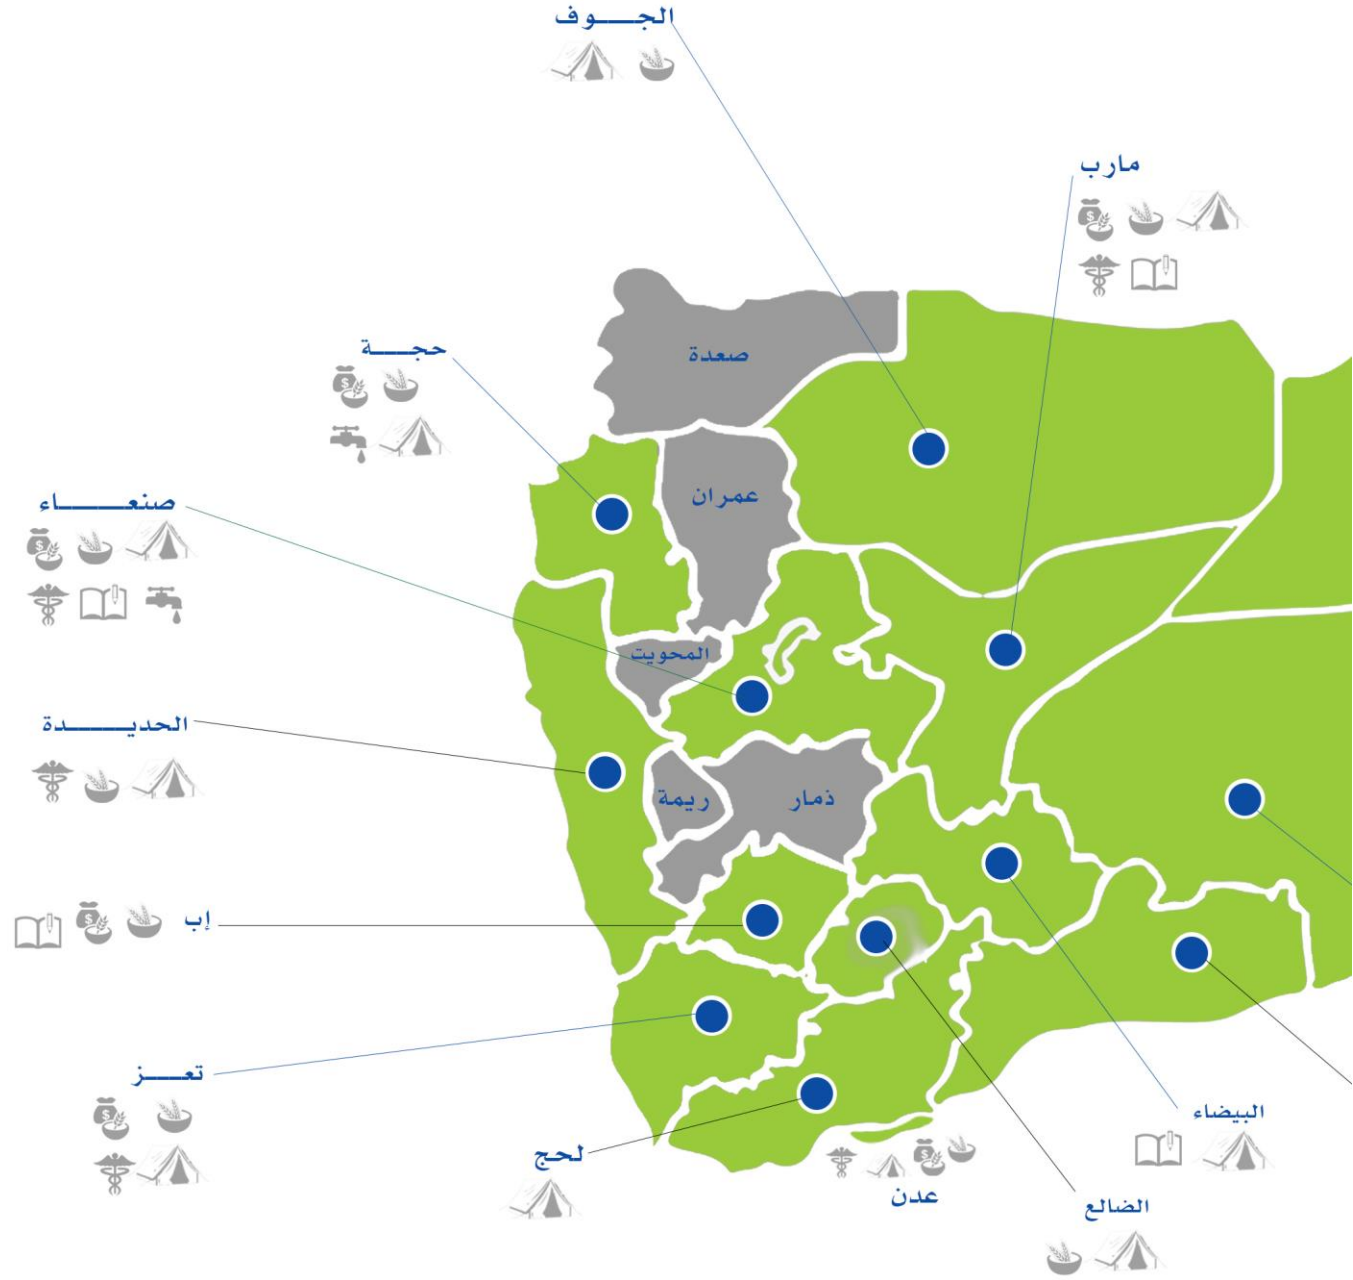 الجوف
مارب
صعدة
حجة
عمران
صنعاء
المحويت
الحديدة
ريمة
ذمار
إب
تعز
البيضاء
لحج
عدن
الضالع